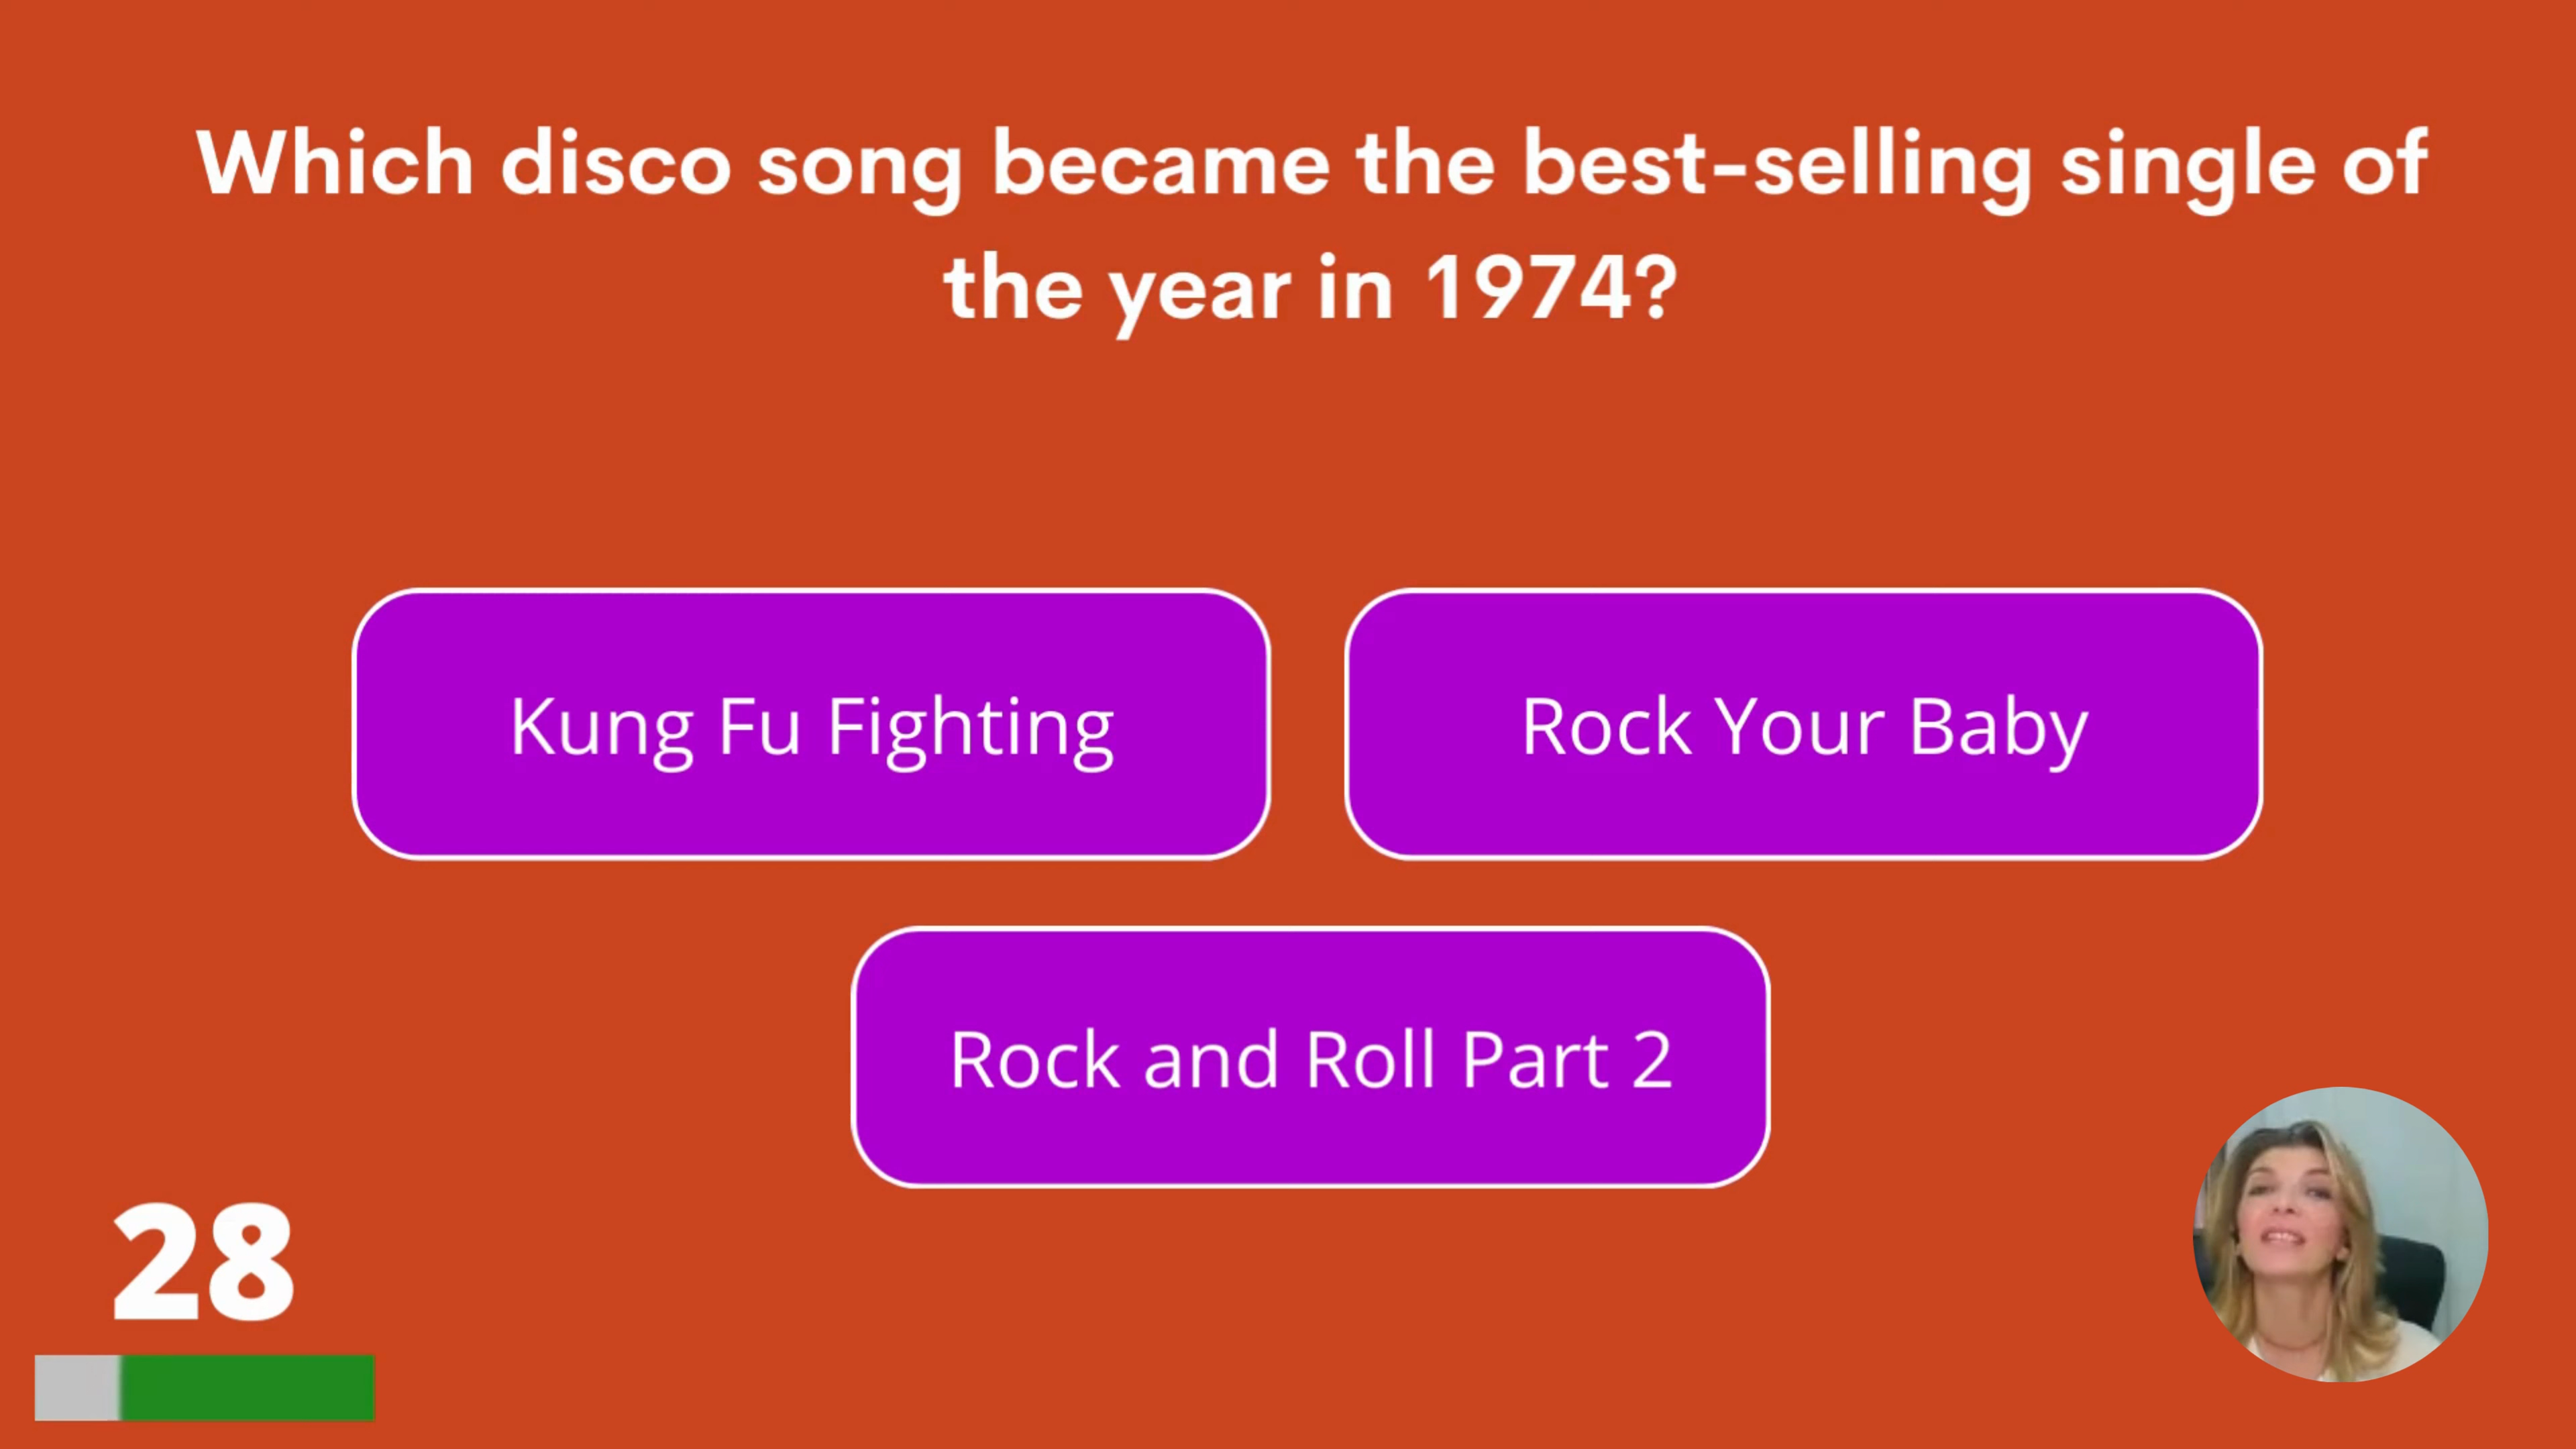 Which disco song became the best-selling single of
the year in 1974?
Kung Fu Fighting
Rock Your Baby
Rock and Roll Part 2
28